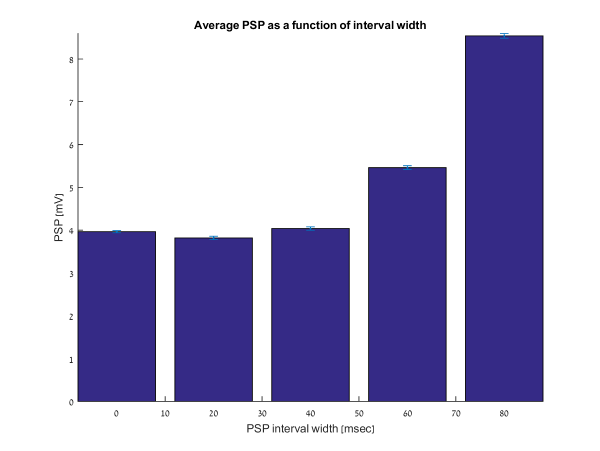 Average PSP as a function of interval width
8
7
6
5
4
3
2
1
0
PSP [mV]
0 10 20 30 40 50 60 70 80
PSP interval width [msec]